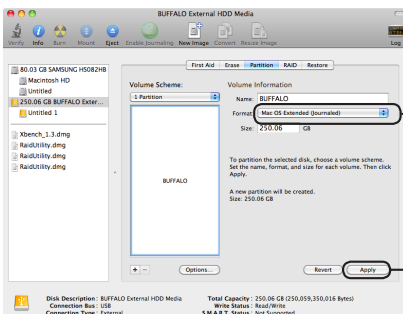 BUFFALO External HDD Media
Verify Info Burn Mount Eject Enable Journaling New Image Convert Resize Image Log
80.03 GB SAMSUNG HS082HB
Macintosh HD
Untitled
250.06 GB BUFFALO Exter...
Untitled 1
Xbench_1.3.dmg
RaidUtility.dmg
RaidUtility.dmg
RaidUtility.dmg
First Aid Erase Partition RAID Restore
Volume Scheme:
1 Partition
BUFFALO
+ - Options...
Volume Information
Name: BUFFALO
Format: Mac OS Extended (Journaled)
Size: 250.06 GB
To partition the selected disk, choose a volume scheme.
Set the name, format, and size for each volume. Then click
Apply.
A new partition will be created.
Size: 250.06 GB
Revert Apply
Disk Description : BUFFALO External HDD Media
Connection Bus : USB
Connection Type : External
Total Capacity : 250.06 GB (250,059,350,016 Bytes)
Write Status : Read/Write
S.M.A.R.T. Status : Not Supported